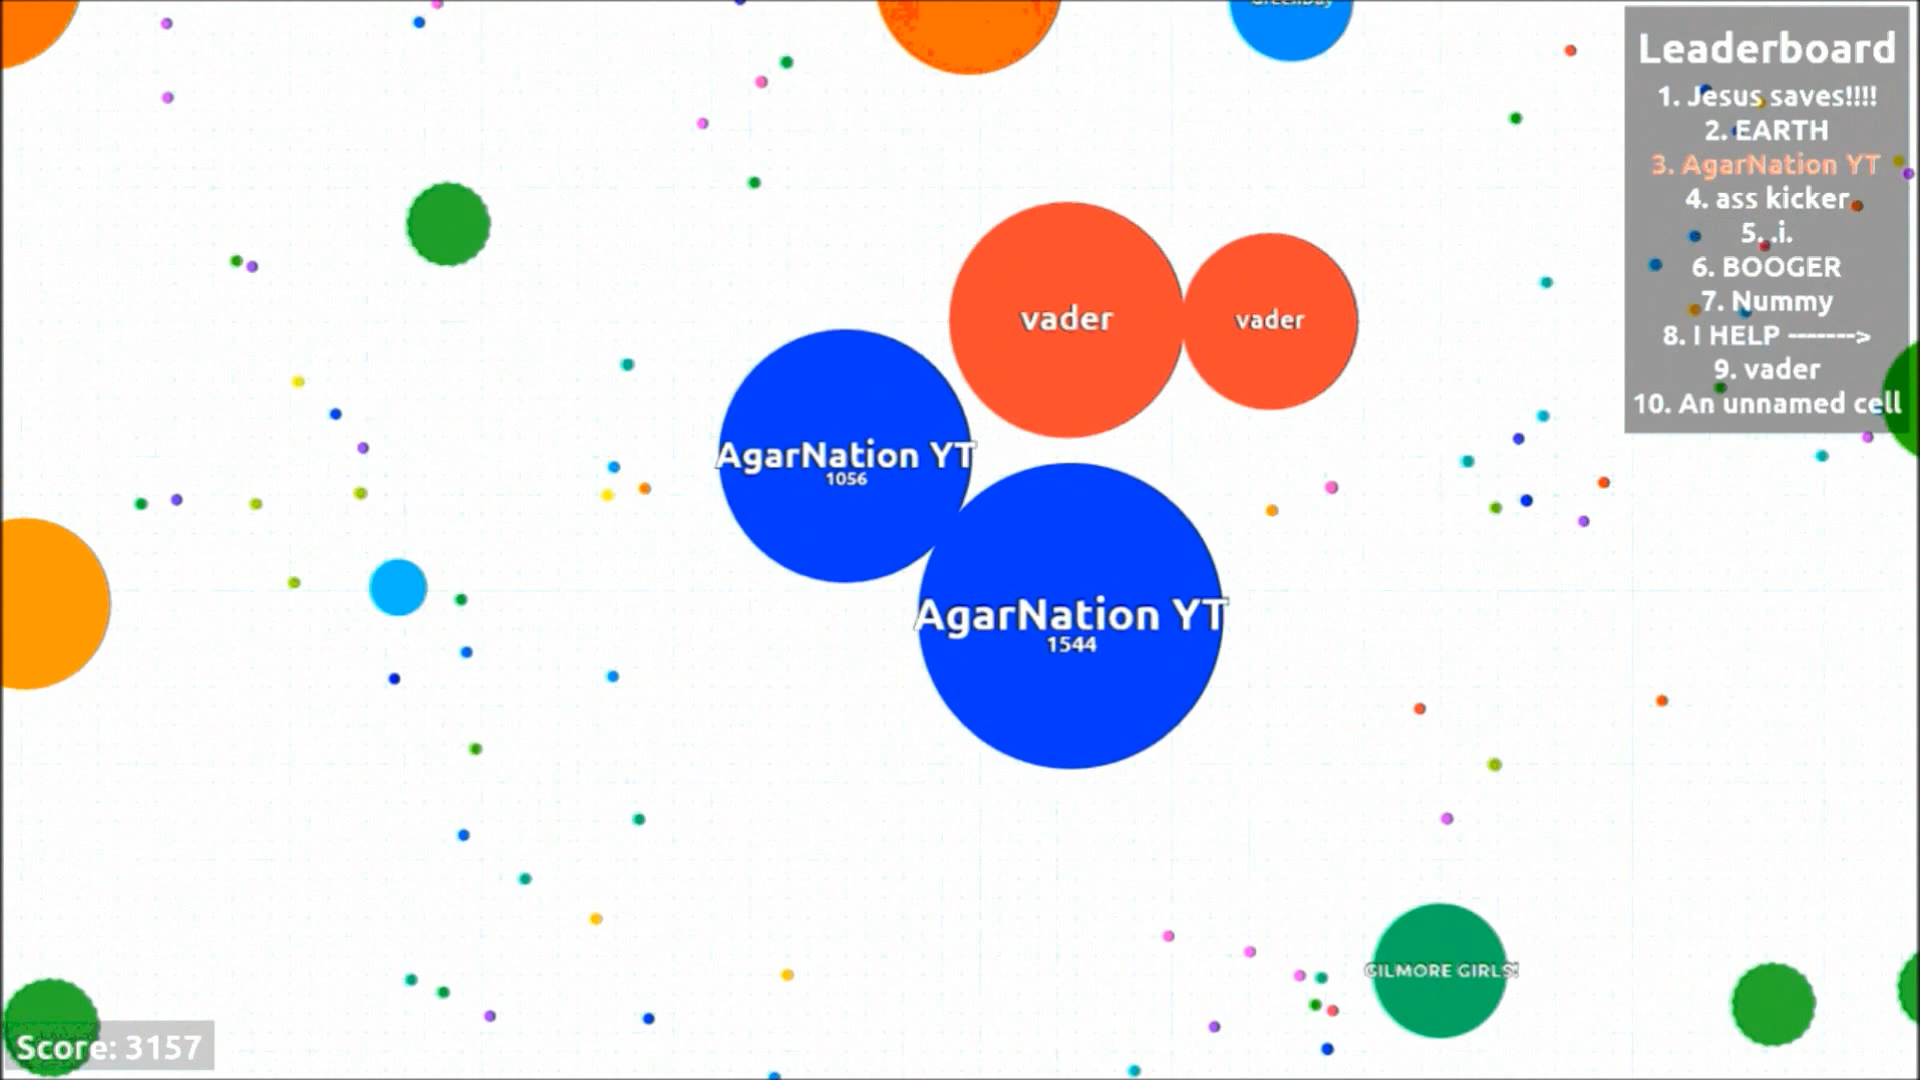 GreenDay
Leaderboard
1. Jesus saves!!!!
2. EARTH
3. AgarNation YT
4. ass kicker
5. .i.
6. BOOGER
7. Nummy
8. I HELP ------->
9. vader
10. An unnamed cell
vader
vader
AgarNation YT
1056
AgarNation YT
1544
GILMORE GIRLS!
Score: 3157